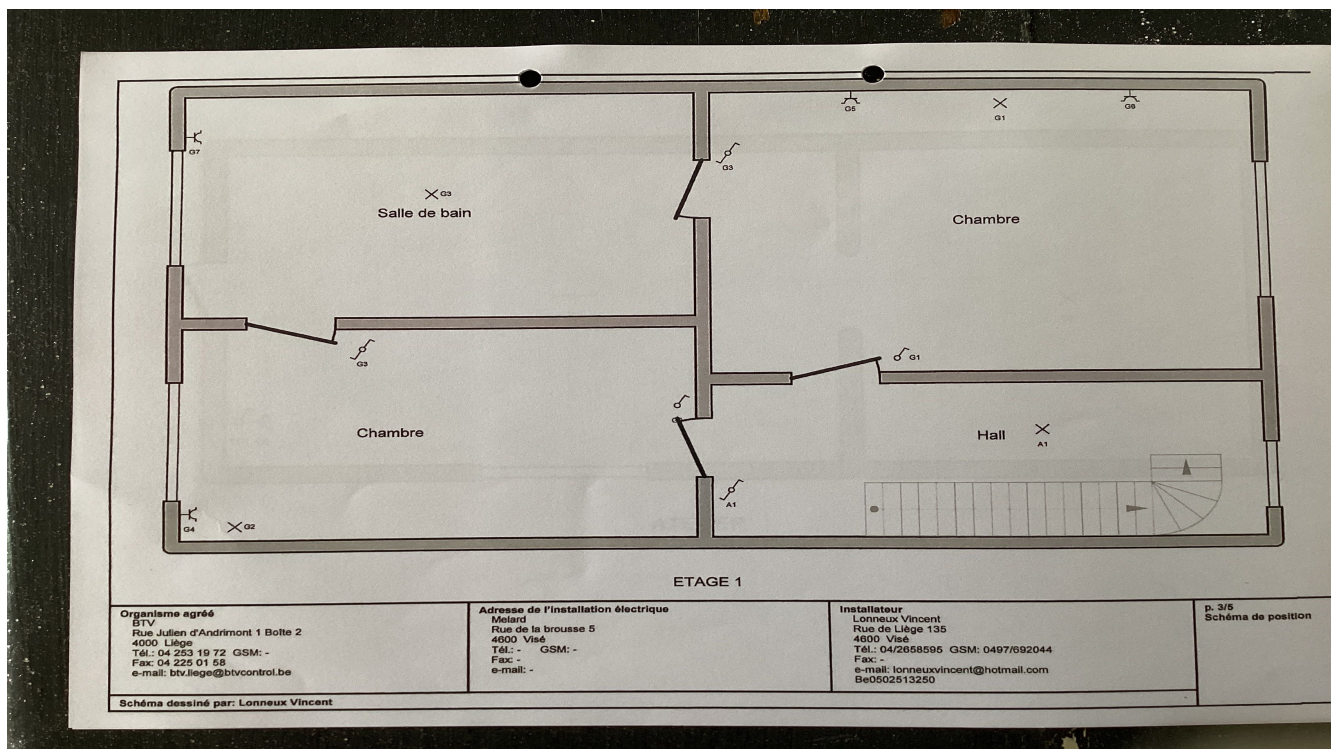 G5
G1
G6
G7
G3
G3
Salle de bain
Chambre
G3
G1
Chambre
Hall
A1
A1
G4
G2
ETAGE 1
Organisme agréé
BTV
Rue Julien d'Andrimont 1 Boîte 2
4000 Liège
Tél.: 04 253 19 72 GSM: -
Fax: 04 225 01 58
e-mail: btv.liege@btvcontrol.be
Adresse de l'installation électrique
Melard
Rue de la brousse 5
4600 Visé
Tél.: - GSM: -
Fax: -
e-mail: -
Installateur
Lonneux Vincent
Rue de Liège 135
4600 Visé
Tél.: 04/2658595 GSM: 0497/692044
Fax: -
e-mail: lonneuxvincent@hotmail.com
Be0502513250
p. 3/5
Schéma de position
Schéma dessiné par: Lonneux Vincent